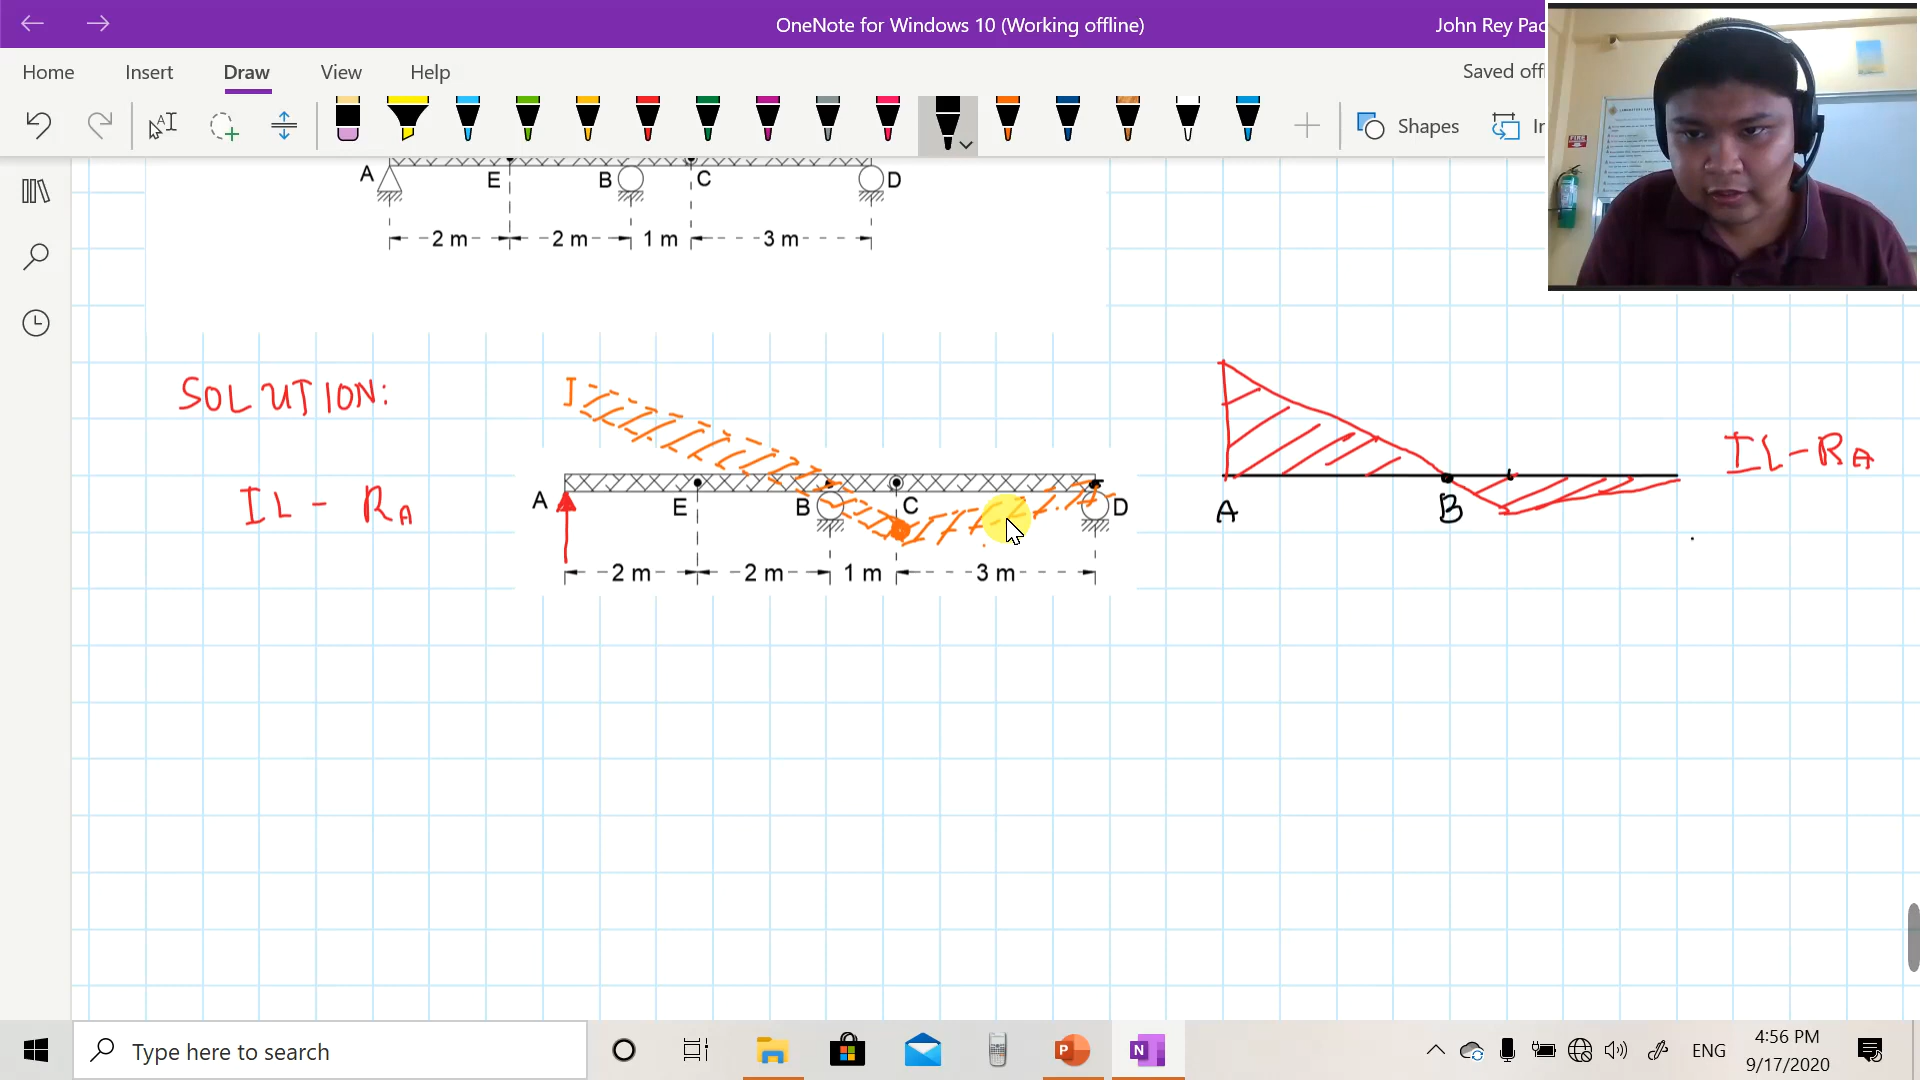 OneNote for Windows 10 (Working offline)
John Rey Pac
Home Insert Draw View Help
Saved offl
Shapes
In
A E B C D
2 m 2 m 1 m 3 m
SOLUTION:
IL - RA
A E B C D
2 m 2 m 1 m 3 m
A B
IL-RA
Type here to search
ENG
4:56 PM
9/17/2020